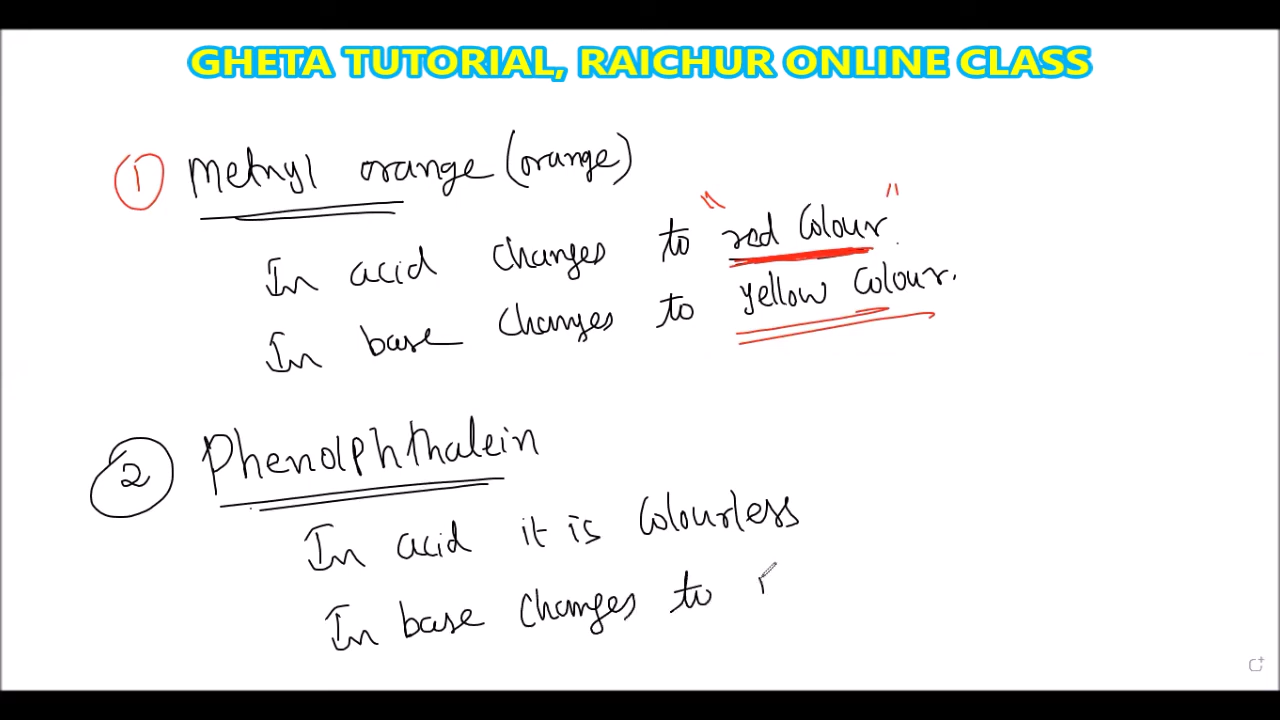 GHETA TUTORIAL, RAICHUR ONLINE CLASS
① Methyl orange (orange)
In acid changes to "red colour".
In base changes to yellow colour.
② Phenolphthalein
In acid it is colourless
In base changes to